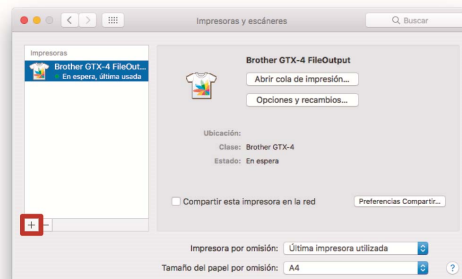 Impresoras y escáneres
Buscar
Impresoras
Brother GTX-4 FileOut...
En espera, última usada
Brother GTX-4 FileOutput
Abrir cola de impresión...
Opciones y recambios...
Ubicación:
Clase: Brother GTX-4
Estado: En espera
Compartir esta impresora en la red
Preferencias Compartir...
+ −
Impresora por omisión: Última impresora utilizada
Tamaño del papel por omisión: A4
?